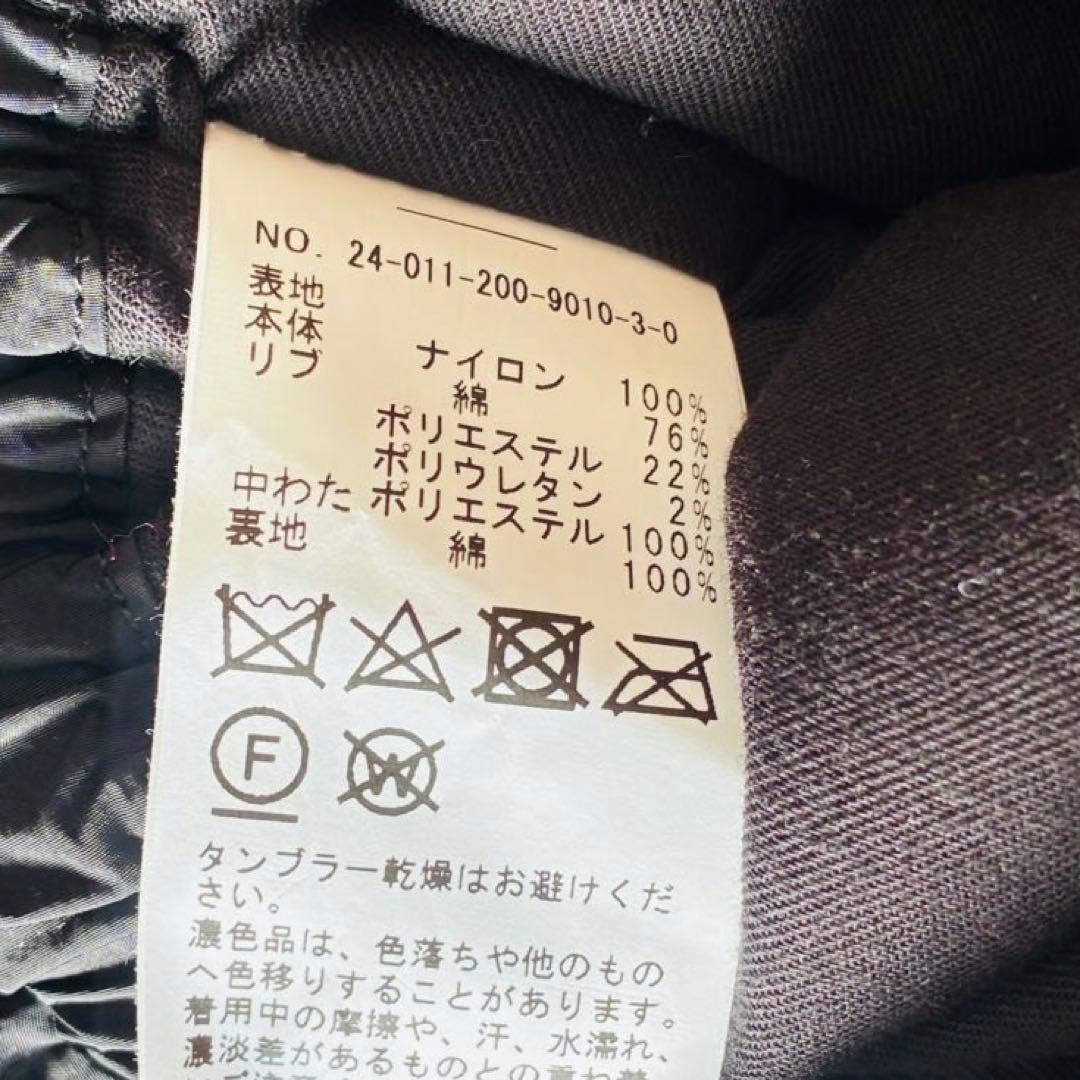 NO. 24-011-200-9010-3-0
表地
本体 ナイロン 100%
リブ 綿 76%
ポリエステル 22%
ポリウレタン 2%
中わた ポリエステル 100%
裏地 綿 100%
F
W
タンブラー乾燥はお避けくだ
さい。
濃色品は、色落ちや他のもの
へ色移りすることがあります。
着用中の摩擦や、汗、水濡れ、
濃淡差があるものとの重ね着